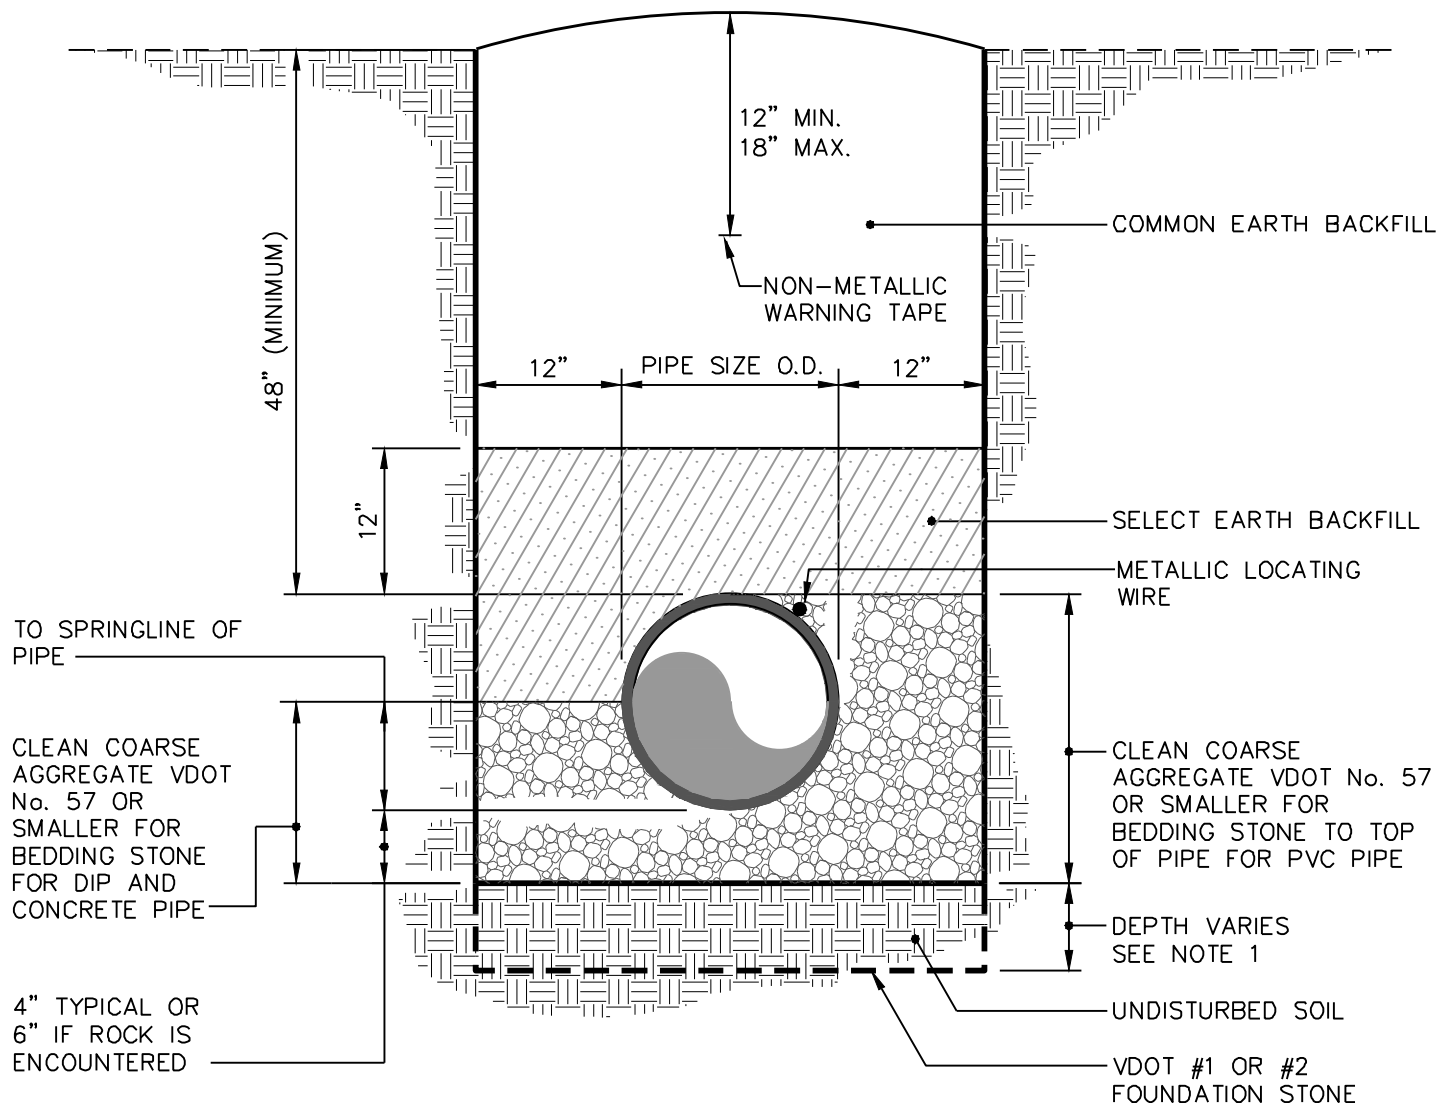 12” MIN.
18” MAX.
COMMON EARTH BACKFILL
NON-METALLIC
WARNING TAPE
48” (MINIMUM)
12”
PIPE SIZE O.D.
12”
12”
SELECT EARTH BACKFILL
METALLIC LOCATING
WIRE
TO SPRINGLINE OF
PIPE
CLEAN COARSE
AGGREGATE VDOT
No. 57 OR
SMALLER FOR
BEDDING STONE
FOR DIP AND
CONCRETE PIPE
CLEAN COARSE
AGGREGATE VDOT No. 57
OR SMALLER FOR
BEDDING STONE TO TOP
OF PIPE FOR PVC PIPE
DEPTH VARIES
SEE NOTE 1
4” TYPICAL OR
6” IF ROCK IS
ENCOUNTERED
UNDISTURBED SOIL
VDOT #1 OR #2
FOUNDATION STONE